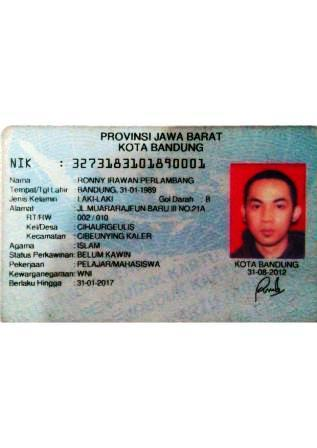 PROVINSI JAWA BARAT
KOTA BANDUNG
NIK : 3273183101890001
Nama : RONNY IRAWAN PERLAMBANG
Tempat/Tgl Lahir : BANDUNG, 31-01-1989
Jenis Kelamin : LAKI-LAKI Gol Darah : B
Alamat : JL.MUARARAJEUN BARU III NO.21A
RT/RW : 002 / 010
Kel/Desa : CIHAURGEULIS
Kecamatan : CIBEUNYING KALER
Agama : ISLAM
Status Perkawinan: BELUM KAWIN
Pekerjaan : PELAJAR/MAHASISWA
Kewarganegaraan: WNI
Berlaku Hingga : 31-01-2017
KOTA BANDUNG
31-08-2012